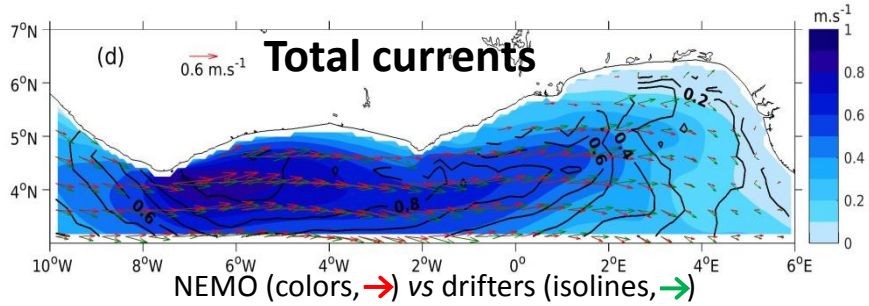 m.s-1
7°N
(d)
Total currents
0.6 m.s-1
6°N
5°N
4°N
0.2
0.4
0.6
0.8
0.6
1
0.8
0.6
0.4
0.2
0
10°W 8°W 6°W 4°W 2°W 0° 2°E 4°E 6°E
NEMO (colors, →) vs drifters (isolines, →)